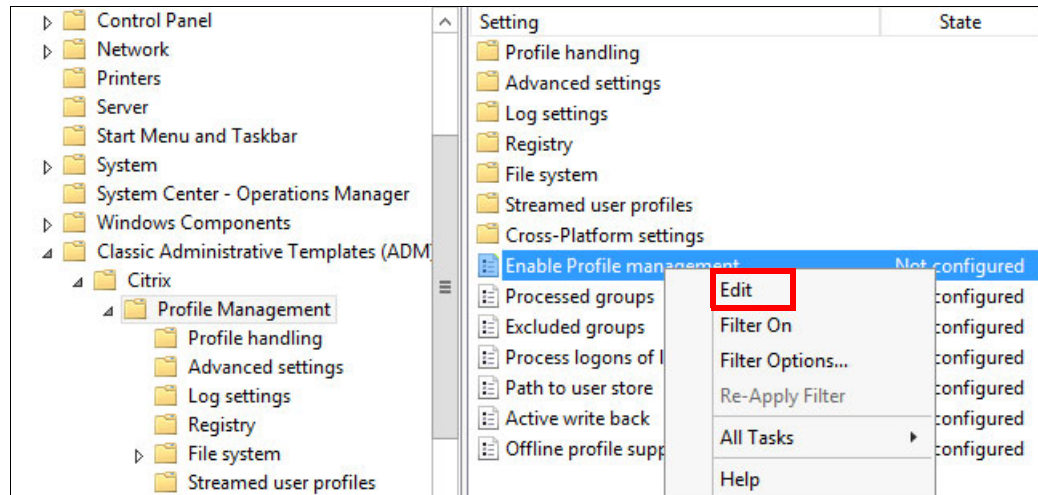 Control Panel
Network
Printers
Server
Start Menu and Taskbar
System
System Center - Operations Manager
Windows Components
Classic Administrative Templates (ADM
Citrix
Profile Management
Profile handling
Advanced settings
Log settings
Registry
File system
Streamed user profiles
Setting State
Profile handling
Advanced settings
Log settings
Registry
File system
Streamed user profiles
Cross-Platform settings
Enable Profile management Not configured
Processed groups configured
Excluded groups configured
Process logons of configured
Path to user store configured
Active write back configured
Offline profile supp configured
Edit
Filter On
Filter Options...
Re-Apply Filter
All Tasks
Help